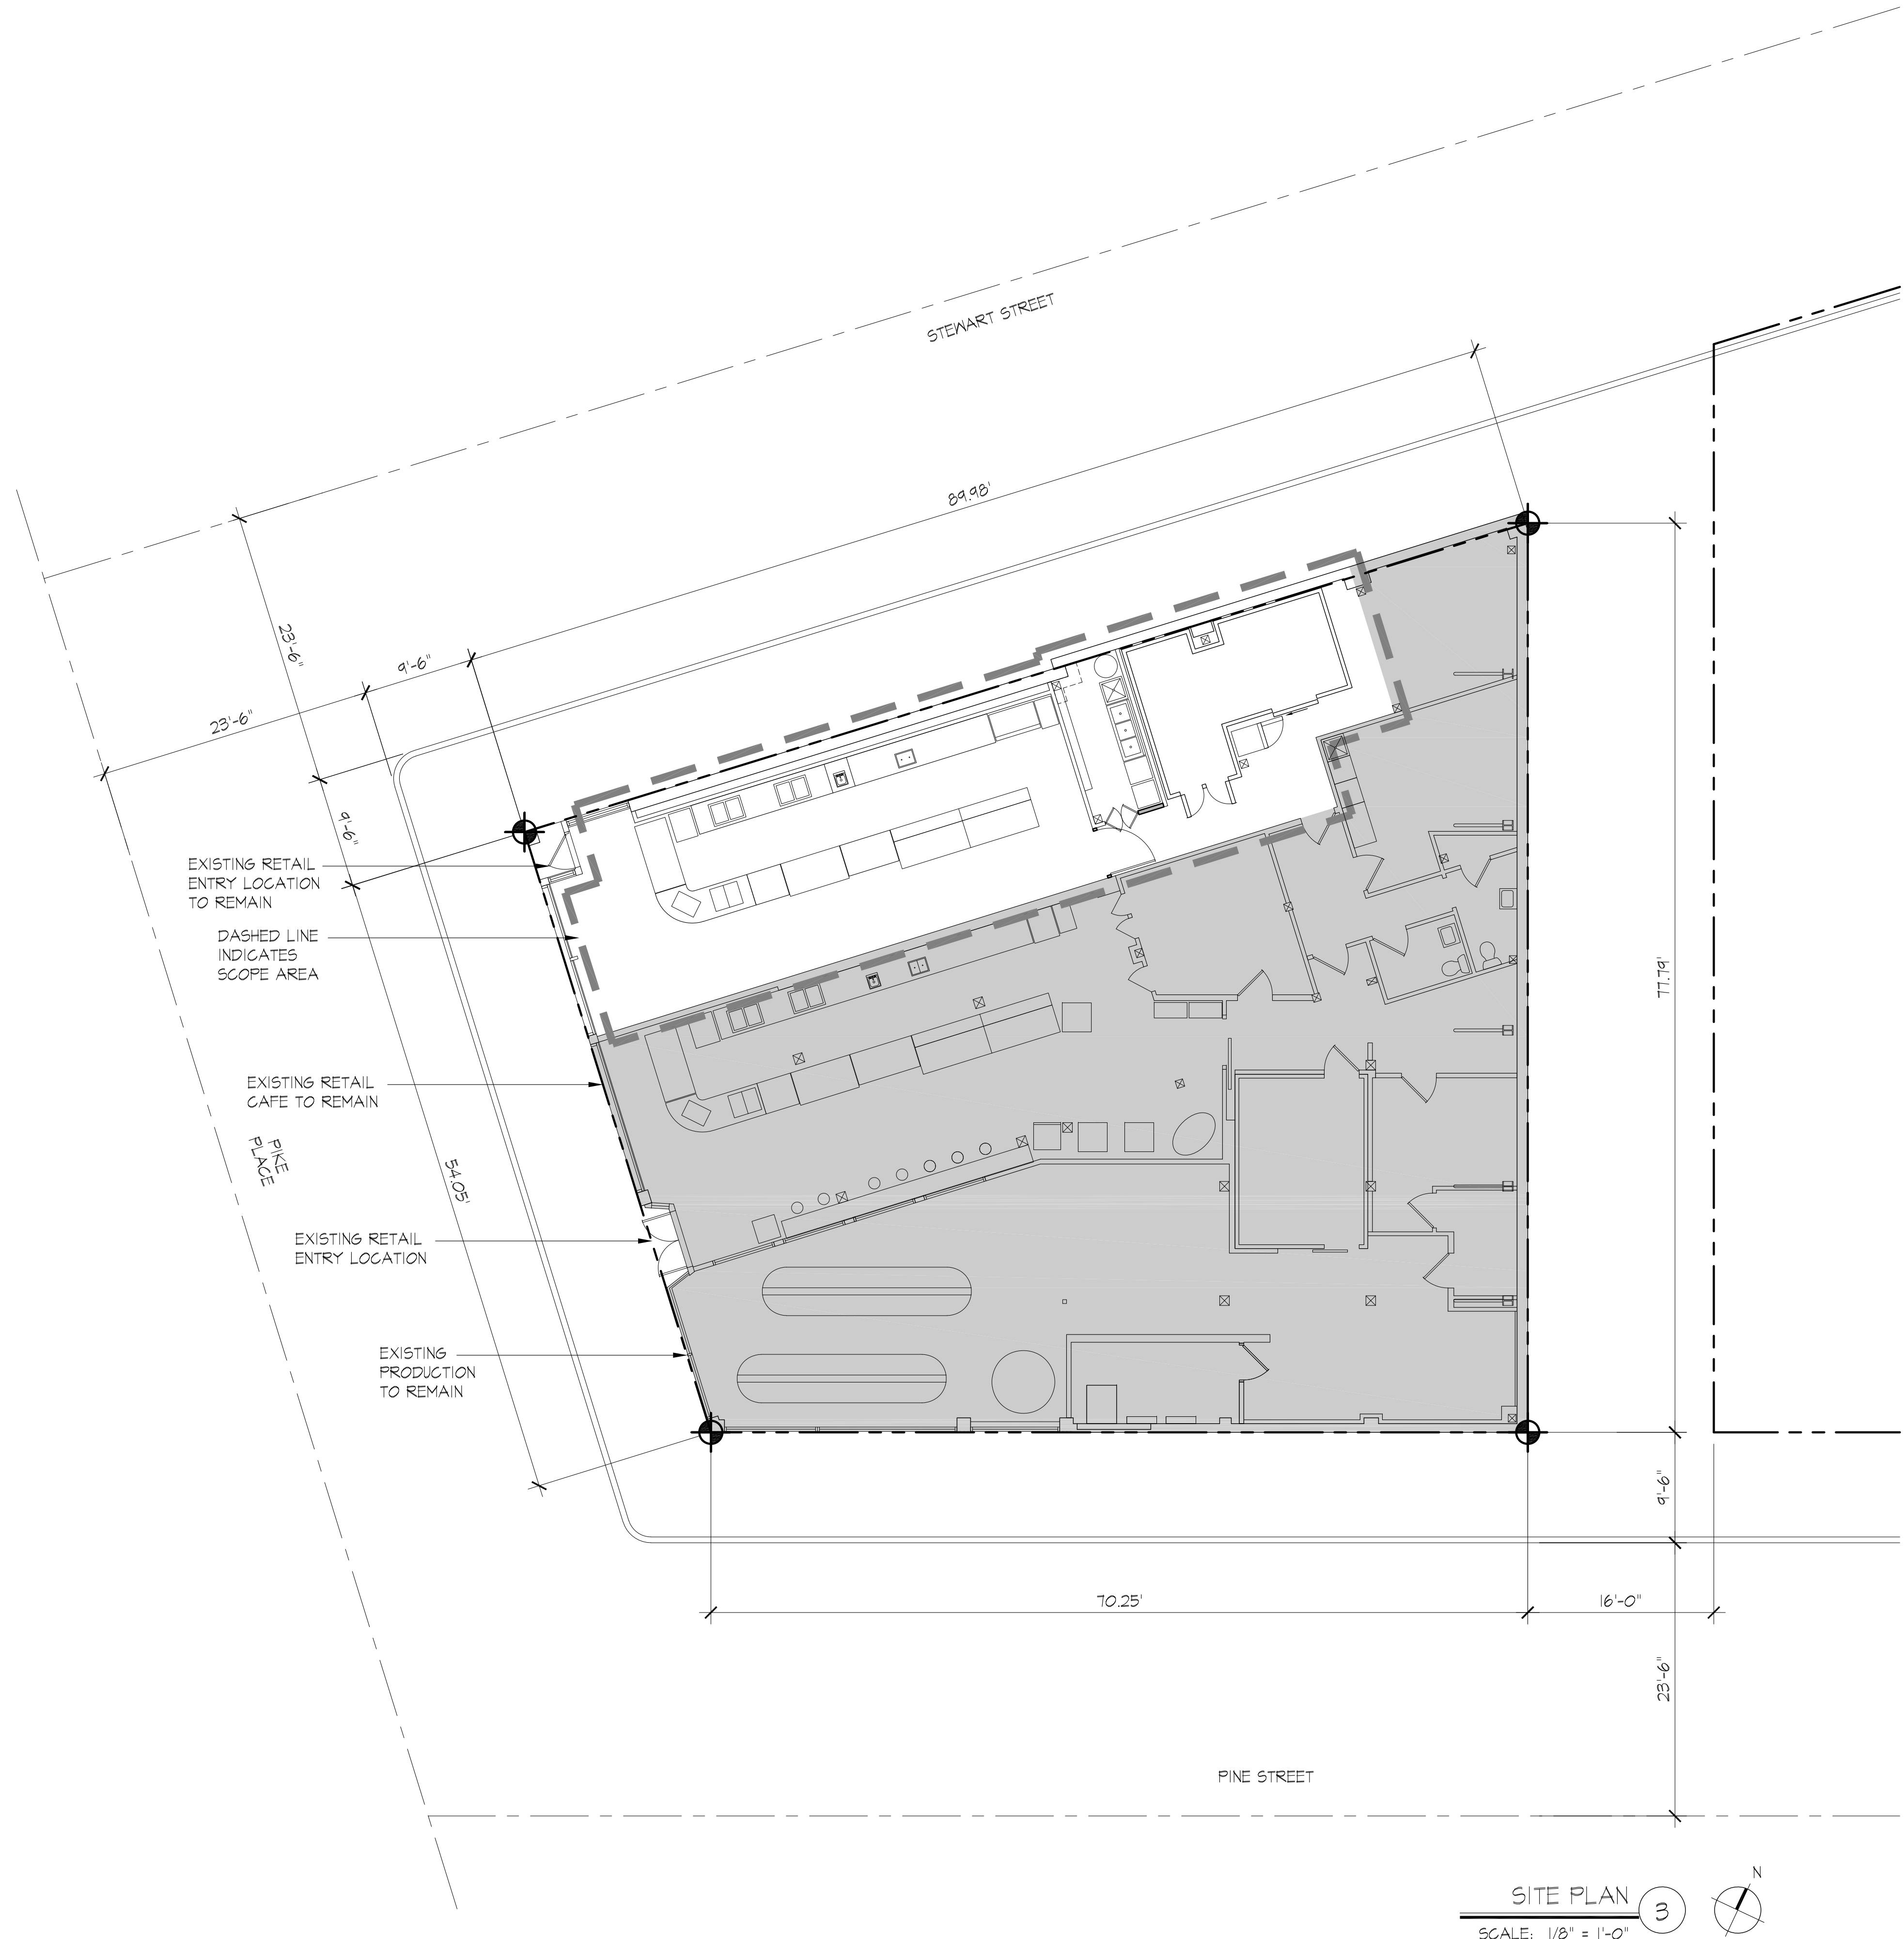 STEWART STREET
89.98'
23'-6"
9'-6"
23'-6"
9'-6"
EXISTING RETAIL
ENTRY LOCATION
TO REMAIN
DASHED LINE
INDICATES
SCOPE AREA
77.79'
EXISTING RETAIL
CAFE TO REMAIN
PIKE
PLACE
54.05'
EXISTING RETAIL
ENTRY LOCATION
EXISTING
PRODUCTION
TO REMAIN
9'-6"
70.25'
16'-0"
23'-6"
PINE STREET
N
SITE PLAN
3
SCALE: 1/8" = 1'-0"